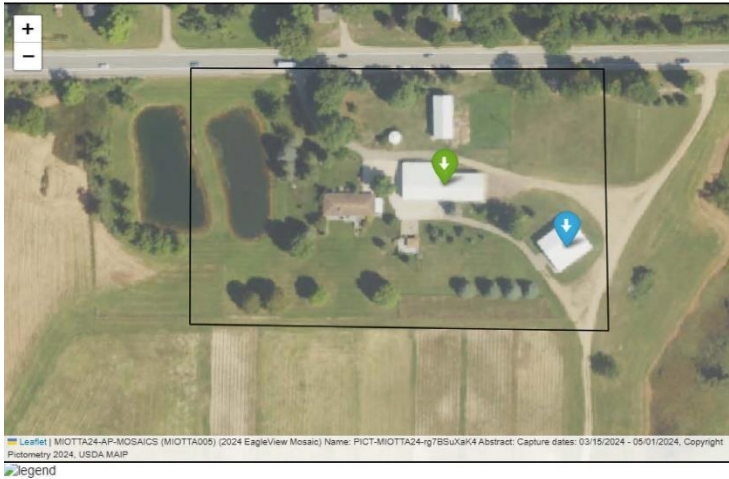 +
−
Leaflet | MIOTTA24-AP-MOSAICS (MIOTTA005) (2024 EagleView Mosaic) Name: PICT-MIOTTA24-rg7BSuXaK4 Abstract: Capture dates: 03/15/2024 - 05/01/2024, Copyright
Pictometry 2024, USDA MAIP
legend